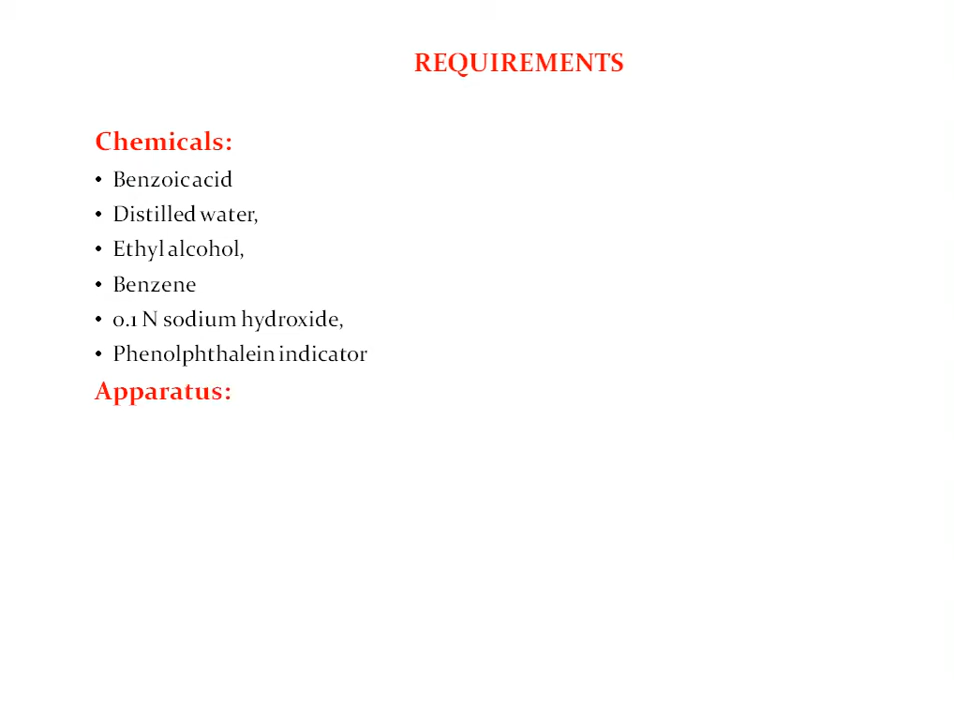 REQUIREMENTS
Chemicals:
• Benzoic acid
• Distilled water,
• Ethyl alcohol,
• Benzene
• 0.1 N sodium hydroxide,
• Phenolphthalein indicator
Apparatus: